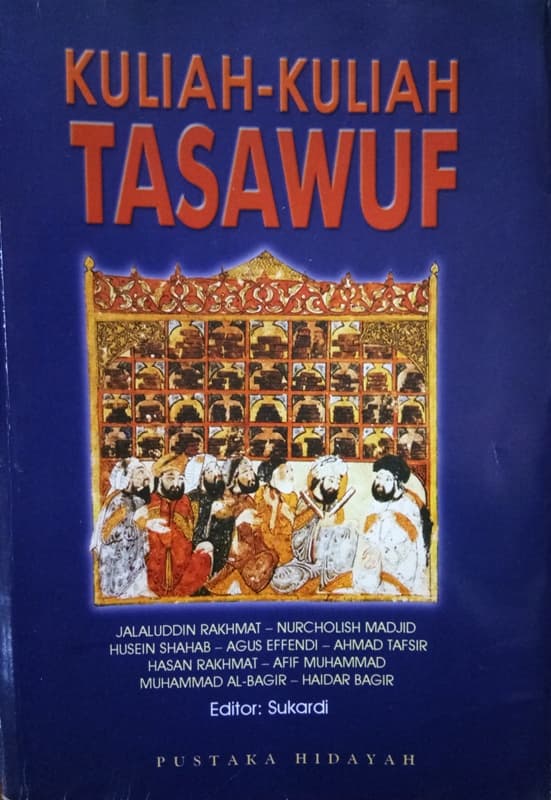 KULIAH-KULIAH
TASAWUF
JALALUDDIN RAKHMAT – NURCHOLISH MADJID
HUSEIN SHAHAB – AGUS EFFENDI – AHMAD TAFSIR
HASAN RAKHMAT – AFIF MUHAMMAD
MUHAMMAD AL-BAGIR – HAIDAR BAGIR
Editor: Sukardi
PUSTAKA HIDAYAH